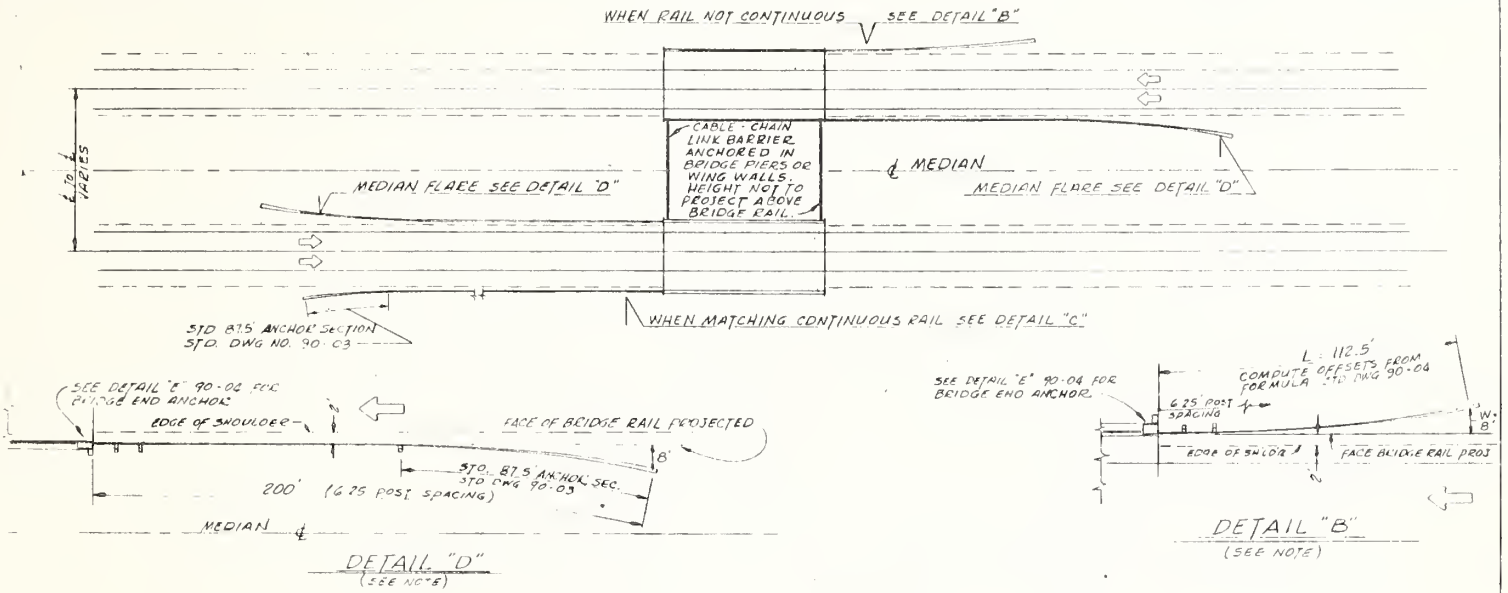 WHEN RAIL NOT CONTINUOUS
SEE DETAIL "B"
℄ TO ℄
VARIES
CABLE - CHAIN
LINK BARRIER
ANCHORED IN
BRIDGE PIERS OR
WING WALLS.
HEIGHT NOT TO
PROJECT ABOVE
BRIDGE RAIL.
℄ MEDIAN
MEDIAN FLARE SEE DETAIL "D"
MEDIAN FLARE SEE DETAIL "D"
STD 87.5' ANCHOR SECTION
STD. DWG NO. 90-03
WHEN MATCHING CONTINUOUS RAIL SEE DETAIL "C"
SEE DETAIL "E" 90-04 FOR
BRIDGE END ANCHOR
EDGE OF SHOULDER
2'
FACE OF BRIDGE RAIL PROJECTED
8'
STD. 87.5' ANCHOR SEC.
STD DWG 90-03
200' (6.25 POST SPACING)
MEDIAN ℄
DETAIL "D"
(SEE NOTE)
SEE DETAIL "E" 90-04 FOR
BRIDGE END ANCHOR
L = 112.5'
COMPUTE OFFSETS FROM
FORMULA STD DWG 90-04
6.25' POST
SPACING
W=
8'
EDGE OF SHLD'R
FACE BRIDGE RAIL PROJ
2'
DETAIL "B"
(SEE NOTE)